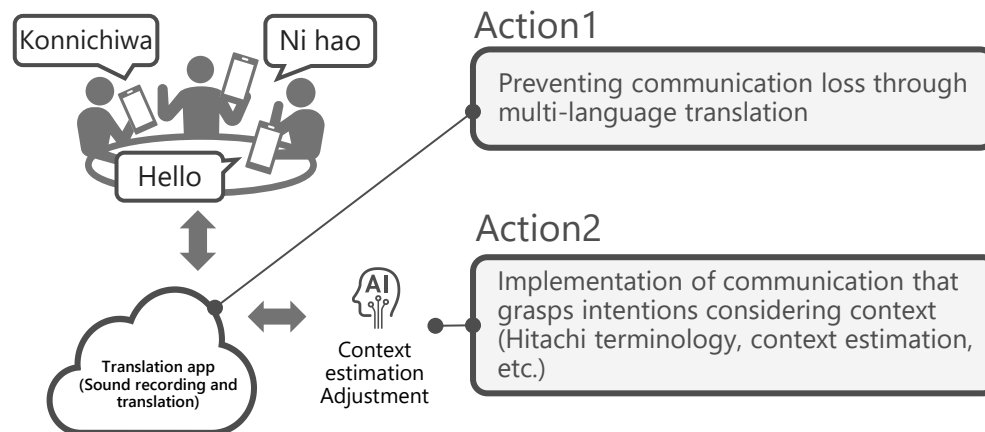 Konnichiwa
Ni hao
Hello
Action1
Preventing communication loss through
multi-language translation
Action2
Implementation of communication that
grasps intentions considering context
(Hitachi terminology, context estimation,
etc.)
AI
Context
estimation
Adjustment
Translation app
(Sound recording and
translation)